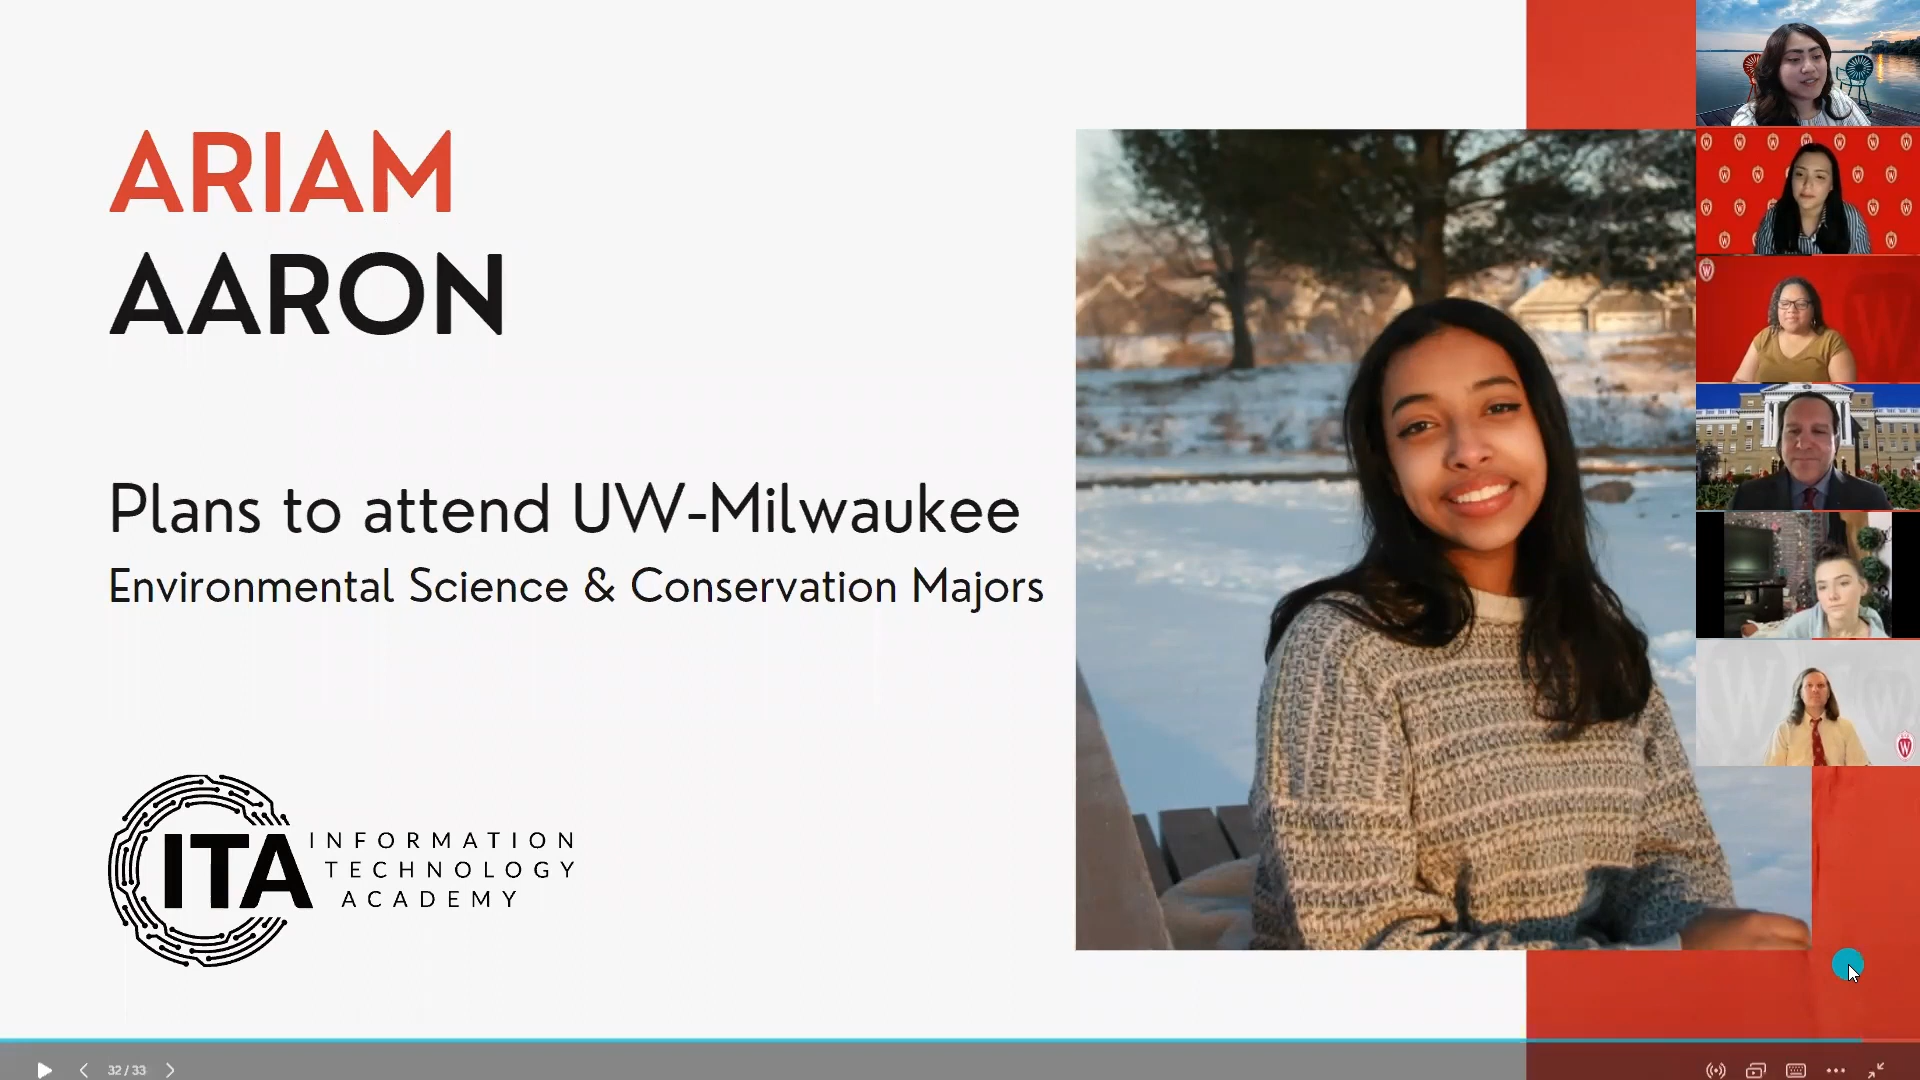 ARIAM
AARON
Plans to attend UW-Milwaukee
Environmental Science & Conservation Majors
ITA
INFORMATION
TECHNOLOGY
ACADEMY
32 / 33
W